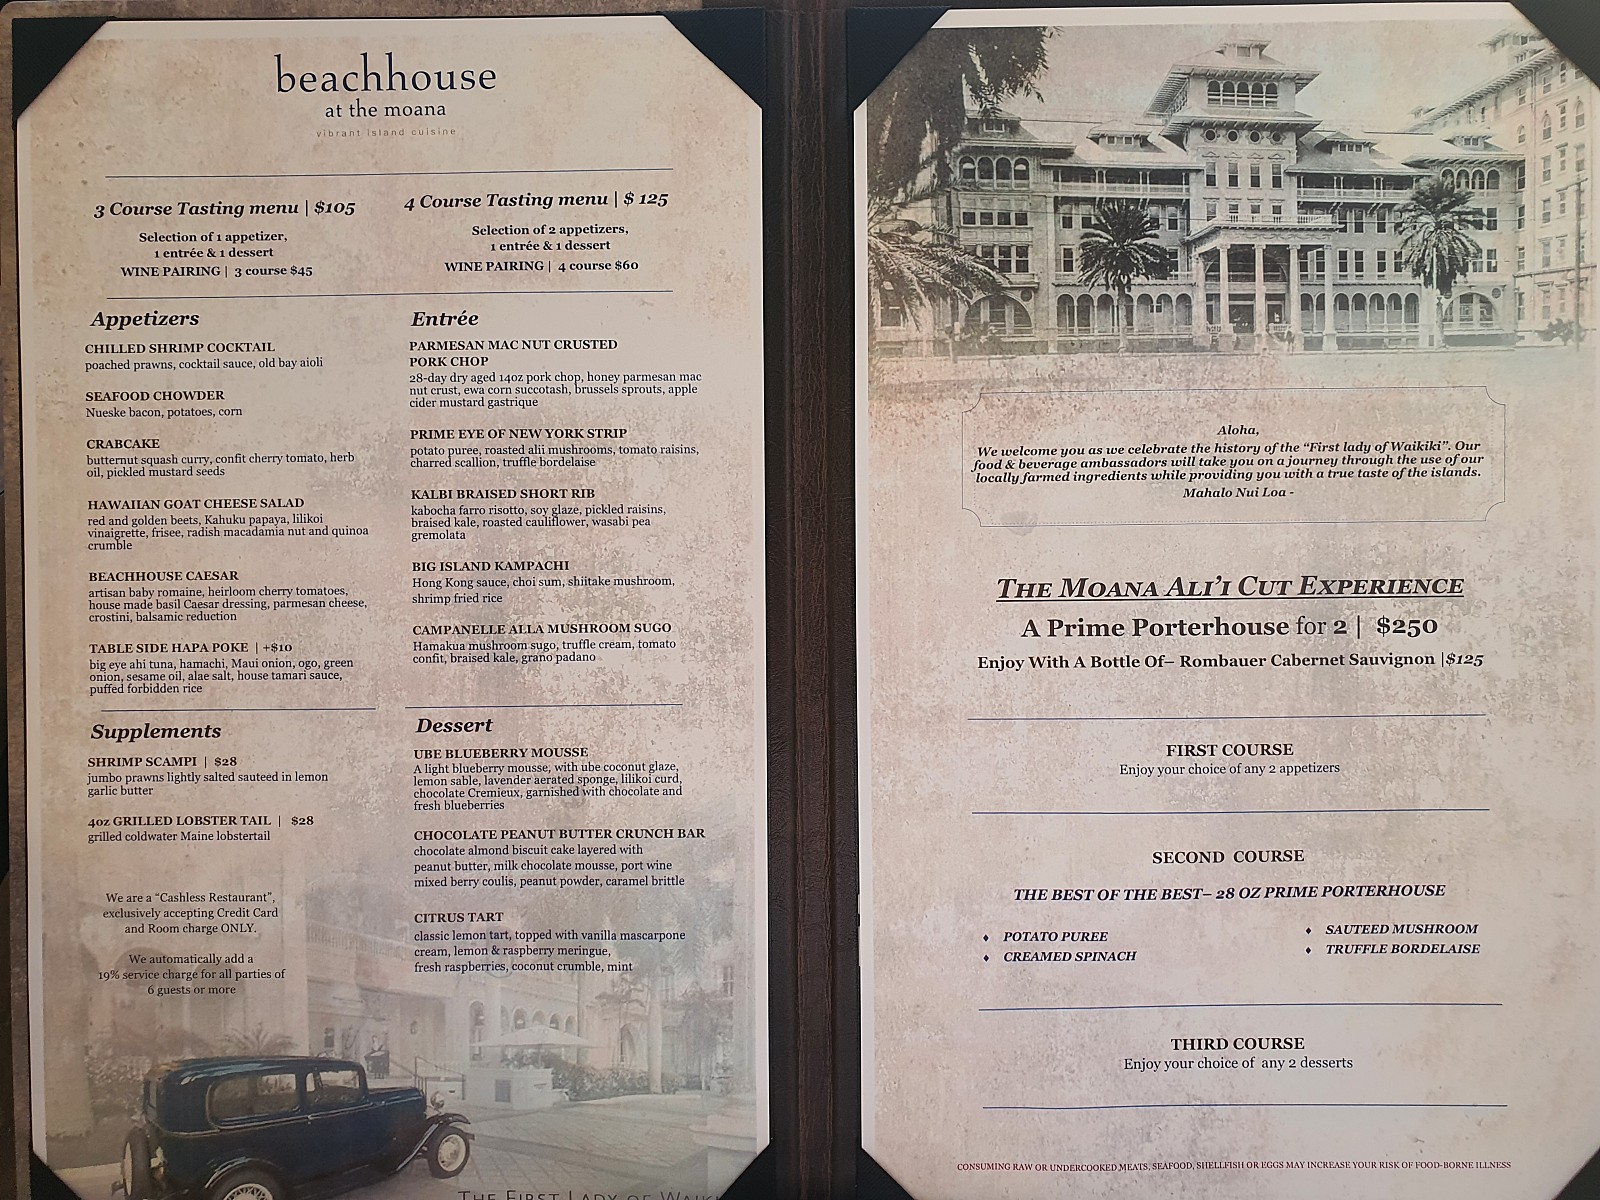 beachhouse
at the moana
vibrant island cuisine
3 Course Tasting menu | $105
Selection of 1 appetizer,
1 entrée & 1 dessert
WINE PAIRING | 3 course $45
4 Course Tasting menu | $ 125
Selection of 2 appetizers,
1 entrée & 1 dessert
WINE PAIRING | 4 course $60
Appetizers
CHILLED SHRIMP COCKTAIL
poached prawns, cocktail sauce, old bay aioli
SEAFOOD CHOWDER
Nueske bacon, potatoes, corn
CRABCAKE
butternut squash curry, confit cherry tomato, herb
oil, pickled mustard seeds
HAWAIIAN GOAT CHEESE SALAD
red and golden beets, Kahuku papaya, lilikoi
vinaigrette, frisee, radish macadamia nut and quinoa
crumble
BEACHHOUSE CAESAR
artisan baby romaine, heirloom cherry tomatoes,
house made basil Caesar dressing, parmesan cheese,
crostini, balsamic reduction
TABLE SIDE HAPA POKE | +$10
big eye ahi tuna, hamachi, Maui onion, ogo, green
onion, sesame oil, alae salt, house tamari sauce,
puffed forbidden rice
Supplements
SHRIMP SCAMPI | $28
jumbo prawns lightly salted sauteed in lemon
garlic butter
4oz GRILLED LOBSTER TAIL | $28
grilled coldwater Maine lobstertail
We are a “Cashless Restaurant”,
exclusively accepting Credit Card
and Room charge ONLY.
We automatically add a
19% service charge for all parties of
6 guests or more
Entrée
PARMESAN MAC NUT CRUSTED
PORK CHOP
28-day dry aged 14oz pork chop, honey parmesan mac
nut crust, ewa corn succotash, brussels sprouts, apple
cider mustard gastrique
PRIME EYE OF NEW YORK STRIP
potato puree, roasted alii mushrooms, tomato raisins,
charred scallion, truffle bordelaise
KALBI BRAISED SHORT RIB
kabocha farro risotto, soy glaze, pickled raisins,
braised kale, roasted cauliflower, wasabi pea
gremolata
BIG ISLAND KAMPACHI
Hong Kong sauce, choi sum, shiitake mushroom,
shrimp fried rice
CAMPANELLE ALLA MUSHROOM SUGO
Hamakua mushroom sugo, truffle cream, tomato
confit, braised kale, grano padano
Dessert
UBE BLUEBERRY MOUSSE
A light blueberry mousse, with ube coconut glaze,
lemon sable, lavender aerated sponge, lilikoi curd,
chocolate Cremieux, garnished with chocolate and
fresh blueberries
CHOCOLATE PEANUT BUTTER CRUNCH BAR
chocolate almond biscuit cake layered with
peanut butter, milk chocolate mousse, port wine
mixed berry coulis, peanut powder, caramel brittle
CITRUS TART
classic lemon tart, topped with vanilla mascarpone
cream, lemon & raspberry meringue,
fresh raspberries, coconut crumble, mint
THE FIRST LADY OF
Aloha,
We welcome you as we celebrate the history of the “First lady of Waikiki”. Our
food & beverage ambassadors will take you on a journey through the use of our
locally farmed ingredients while providing you with a true taste of the islands.
Mahalo Nui Loa -
THE MOANA ALI’I CUT EXPERIENCE
A Prime Porterhouse for 2 | $250
Enjoy With A Bottle Of– Rombauer Cabernet Sauvignon |$125
FIRST COURSE
Enjoy your choice of any 2 appetizers
SECOND COURSE
THE BEST OF THE BEST– 28 OZ PRIME PORTERHOUSE
♦ POTATO PUREE
♦ CREAMED SPINACH
♦ SAUTEED MUSHROOM
♦ TRUFFLE BORDELAISE
THIRD COURSE
Enjoy your choice of any 2 desserts
CONSUMING RAW OR UNDERCOOKED MEATS, SEAFOOD, SHELLFISH OR EGGS MAY INCREASE YOUR RISK OF FOOD-BORNE ILLNESS